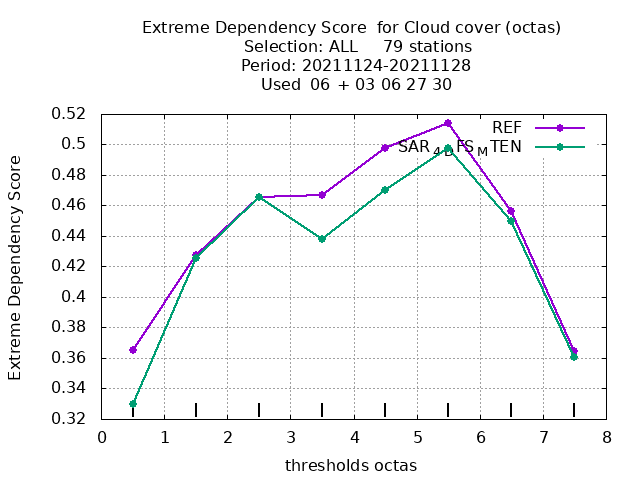 Extreme Dependency Score  for Cloud cover (octas)
Selection: ALL     79 stations
Period: 20211124-20211128
Used  06  + 03 06 27 30
Extreme Dependency Score
0.52
0.5
0.48
0.46
0.44
0.42
0.4
0.38
0.36
0.34
0.32
REF
SAR4DFSMTEN
0 1 2 3 4 5 6 7 8
thresholds octas